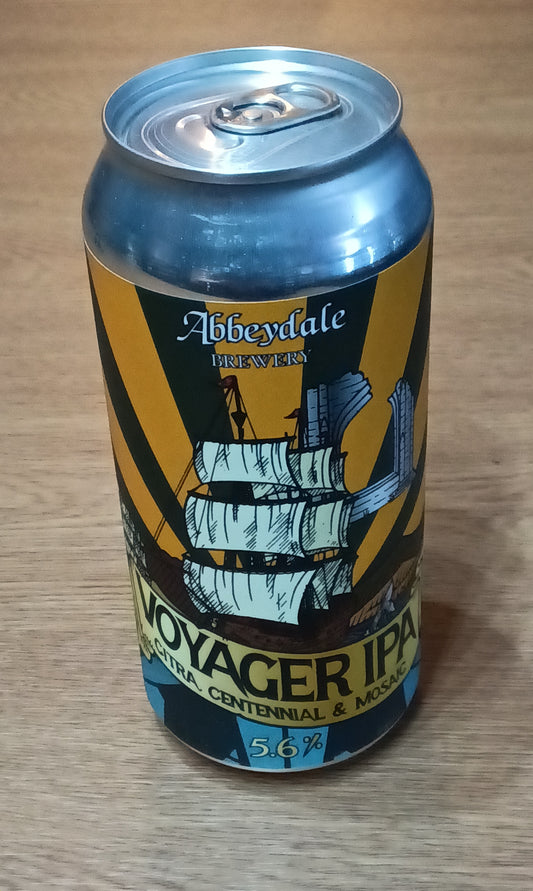 Abbeydale
BREWERY
VOYAGER IPA
CITRA, CENTENNIAL & MOSAIC
5.6%